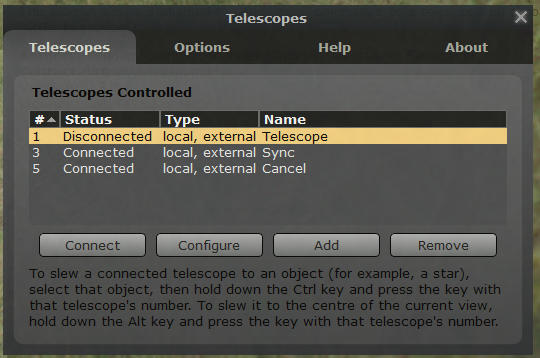 Telescopes
Telescopes Options Help About
Telescopes Controlled
# Status Type Name
1 Disconnected local, external Telescope
3 Connected local, external Sync
5 Connected local, external Cancel
Connect Configure Add Remove
To slew a connected telescope to an object (for example, a star),
select that object, then hold down the Ctrl key and press the key with
that telescope's number. To slew it to the centre of the current view,
hold down the Alt key and press the key with that telescope's number.